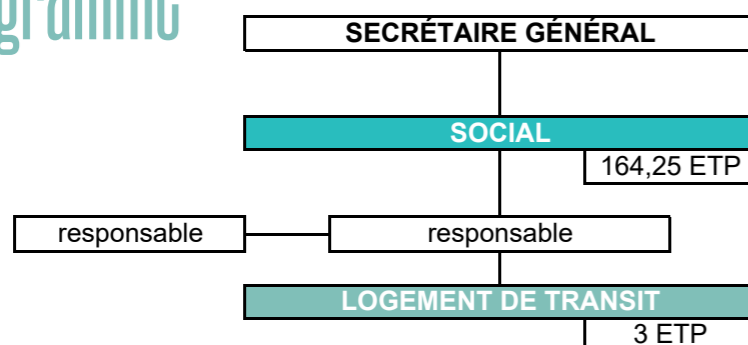 SECRÉTAIRE GÉNÉRAL
SOCIAL
164,25 ETP
responsable responsable
LOGEMENT DE TRANSIT
3 ETP